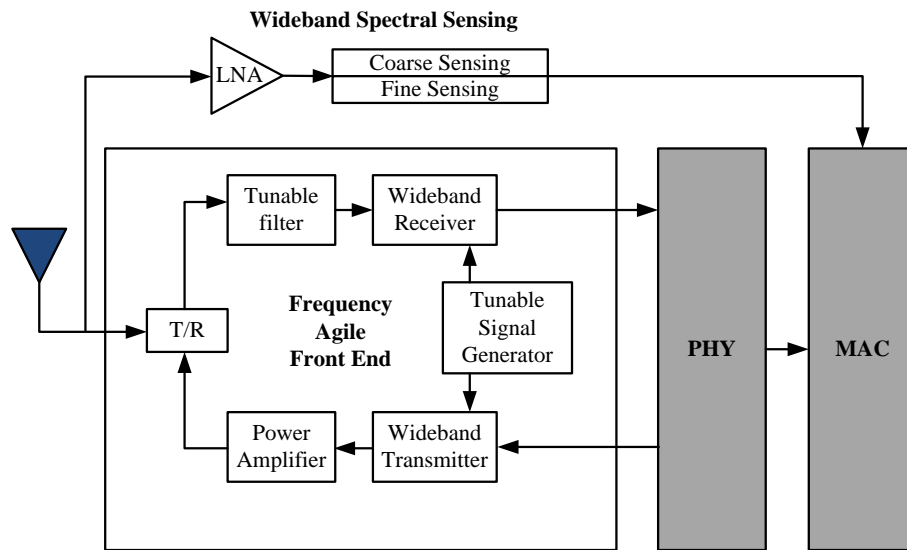 Wideband Spectral Sensing
LNA
Coarse Sensing
Fine Sensing
Tunable
filter
Wideband
Receiver
T/R
Frequency
Agile
Front End
Tunable
Signal
Generator
PHY
MAC
Power
Amplifier
Wideband
Transmitter